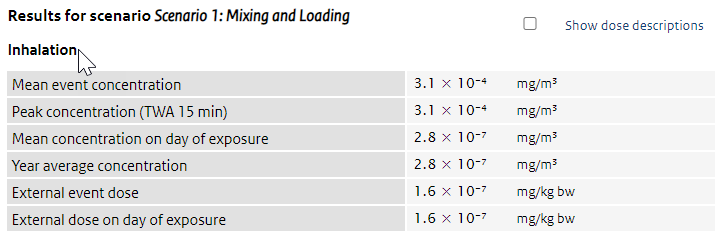 Results for scenario Scenario 1: Mixing and Loading
Show dose descriptions
Inhalation
Mean event concentration 3.1 × 10⁻⁴ mg/m³
Peak concentration (TWA 15 min) 3.1 × 10⁻⁴ mg/m³
Mean concentration on day of exposure 2.8 × 10⁻⁷ mg/m³
Year average concentration 2.8 × 10⁻⁷ mg/m³
External event dose 1.6 × 10⁻⁷ mg/kg bw
External dose on day of exposure 1.6 × 10⁻⁷ mg/kg bw